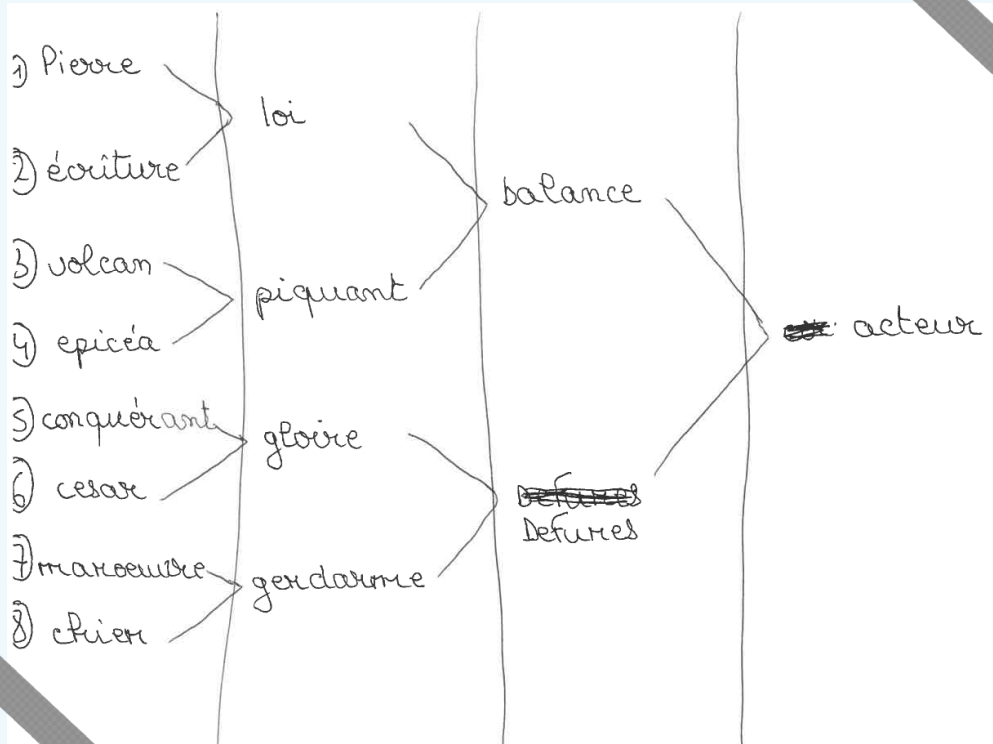 1) Pierre
loi
2) écriture
balance
3) volcan
piquant
4) epicéa
acteur
5) conquérant
gloire
6) cesar
Defunes
7) manoeuvre
gendarme
8) chien